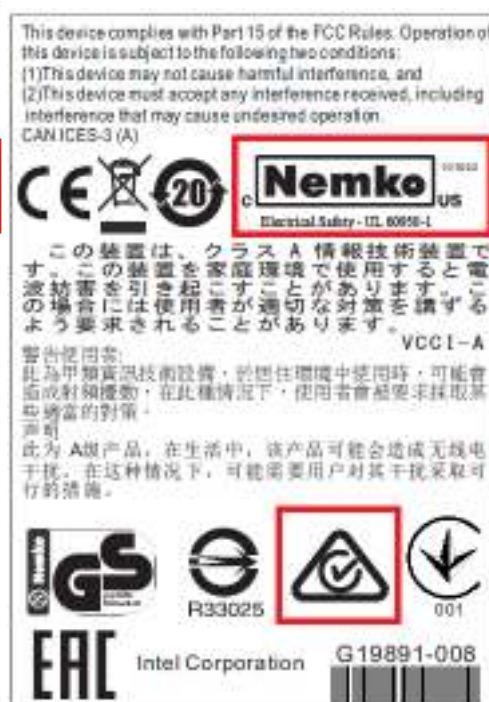 This device complies with Part 15 of the FCC Rules. Operation of
this device is subject to the following two conditions:
(1)This device may not cause harmful interference, and
(2)This device must accept any interference received, including
interference that may cause undesired operation.
CAN ICES-3 (A)
CE
20
c Nemko US
Electrical Safety - UL 60950-1
この装置は、クラス A 情報技術装置で
す。この装置を家庭環境で使用すると電
波妨害を引き起こすことがあります。こ
の場合には使用者が適切な対策を講ずる
よう要求されることがあります。
VCCI-A
警告使用者:
此為甲類資訊技術設備，於居住環境中使用時，可能會
造成射頻擾動，在此種情況下，使用者會被要求採取某
些適當的對策。
声明
此为 A级产品，在生活中，该产品可能会造成无线电
干扰。在这种情况下，可能需要用户对其干扰采取可
行的措施。
Nemko
GS
R33025
001
EAC
Intel Corporation
G19891-008